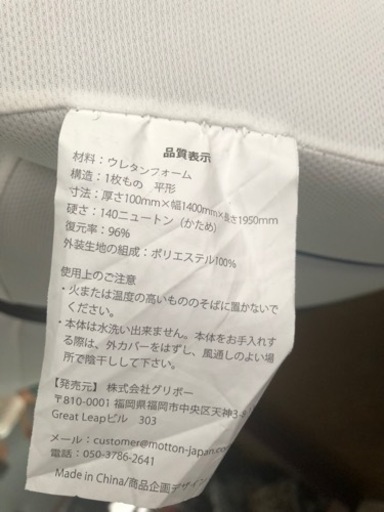 品質表示
材料：ウレタンフォーム
構造：1枚もの　平形
寸法：厚さ100mm×幅1400mm×長さ1950mm
硬さ：140ニュートン（かため）
復元率：96%
外装生地の組成：ポリエステル100%
使用上のご注意
・火または温度の高いもののそばに置かないで
ください。
・本体は水洗い出来ません。本体をお手入れす
る際は、外カバーをはずし、風通しのよい場
所で陰干しして下さい。
【発売元】 株式会社グリボー
〒810-0001 福岡県福岡市中央区天神3-4
Great Leapビル　303
メール：customer@motton-japan.co
電話：050-3786-2641
Made in China/商品企画デザイン